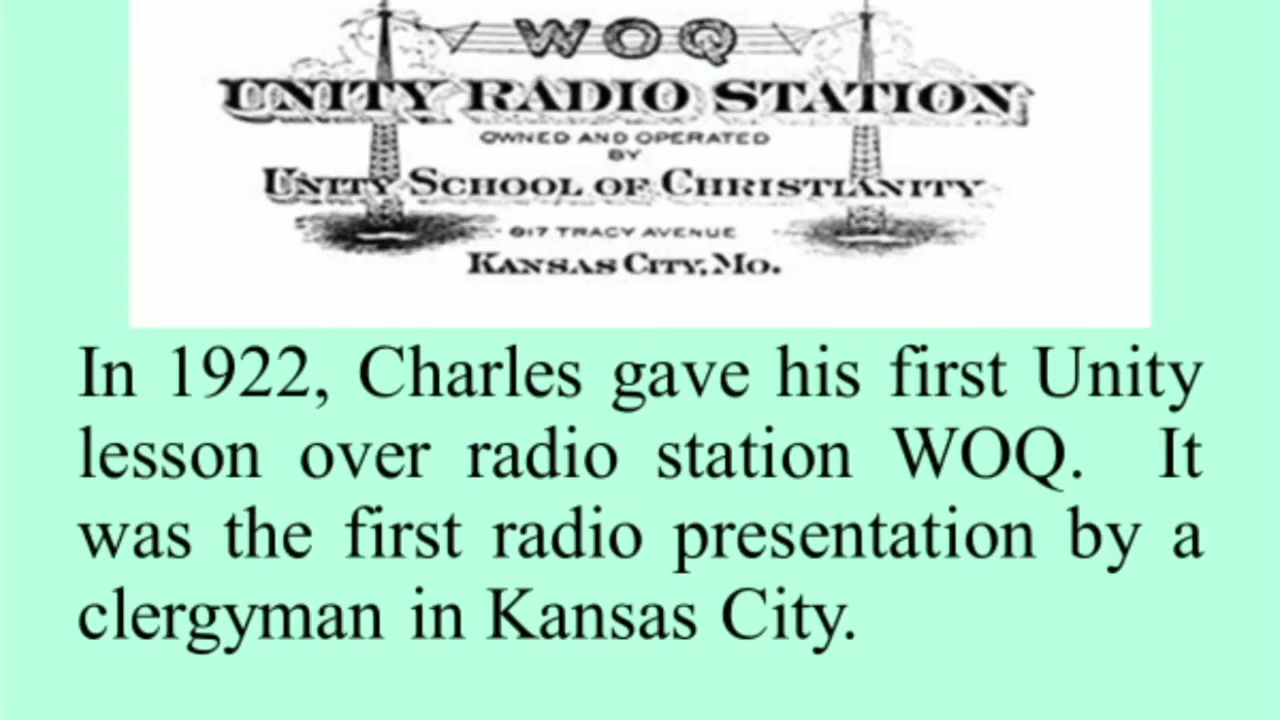 WOQ
UNITY RADIO STATION
OWNED AND OPERATED
BY
UNITY SCHOOL OF CHRISTIANITY
917 TRACY AVENUE
KANSAS CITY, MO.
In 1922, Charles gave his first Unity
lesson over radio station WOQ. It
was the first radio presentation by a
clergyman in Kansas City.